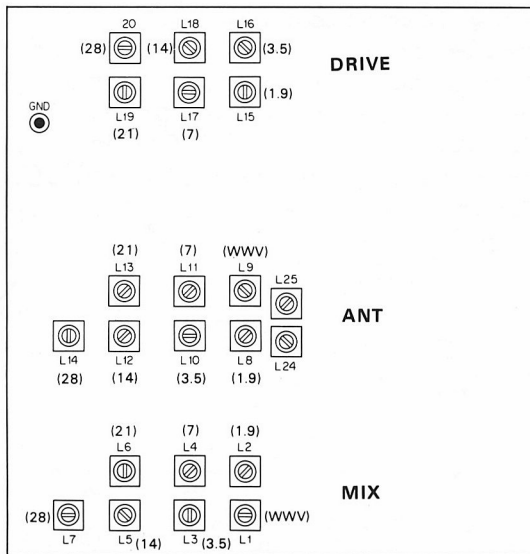 20 L18 L16
(28) (14) (3.5)
DRIVE
(1.9)
GND
L19 L17 L15
(21) (7)
(21) (7) (WWV)
L13 L11 L9
L25
ANT
L14 L12 L10 L8 L24
(28) (14) (3.5) (1.9)
(21) (7) (1.9)
L6 L4 L2
MIX
(28) (WWV)
L7 L5 (14) L3 (3.5) L1